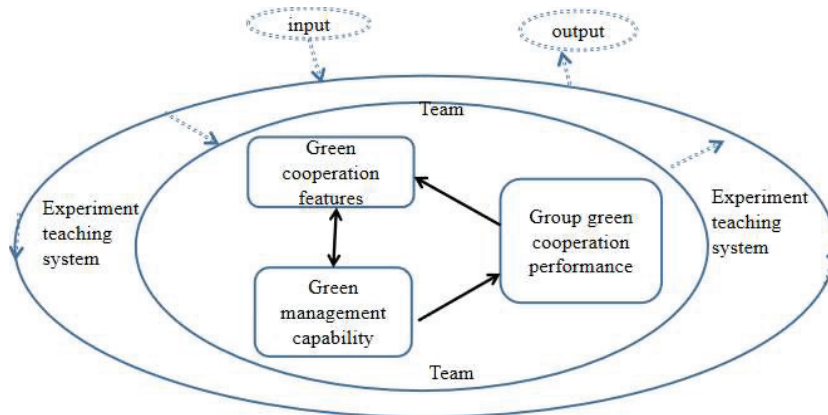 input
output
Team
Green
cooperation
features
Experiment
teaching
system
Group green
cooperation
performance
Experiment
teaching
system
Green
management
capability
Team